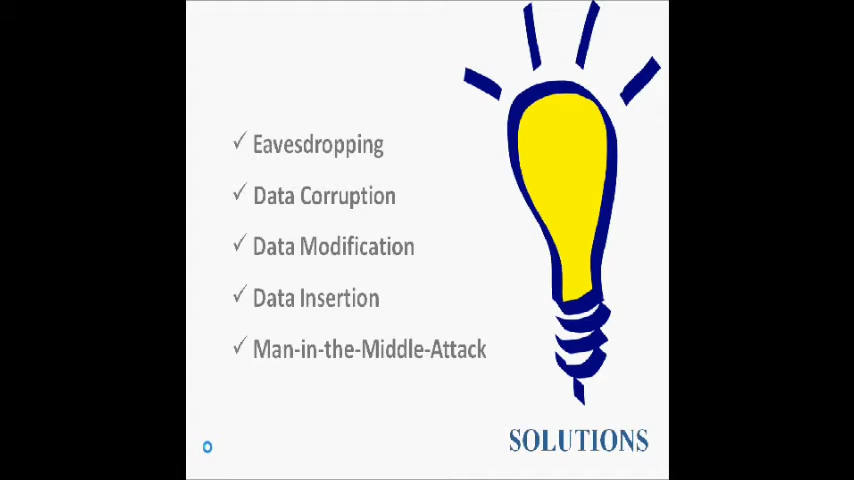 Eavesdropping
Data Corruption
Data Modification
Data Insertion
Man-in-the-Middle-Attack
SOLUTIONS